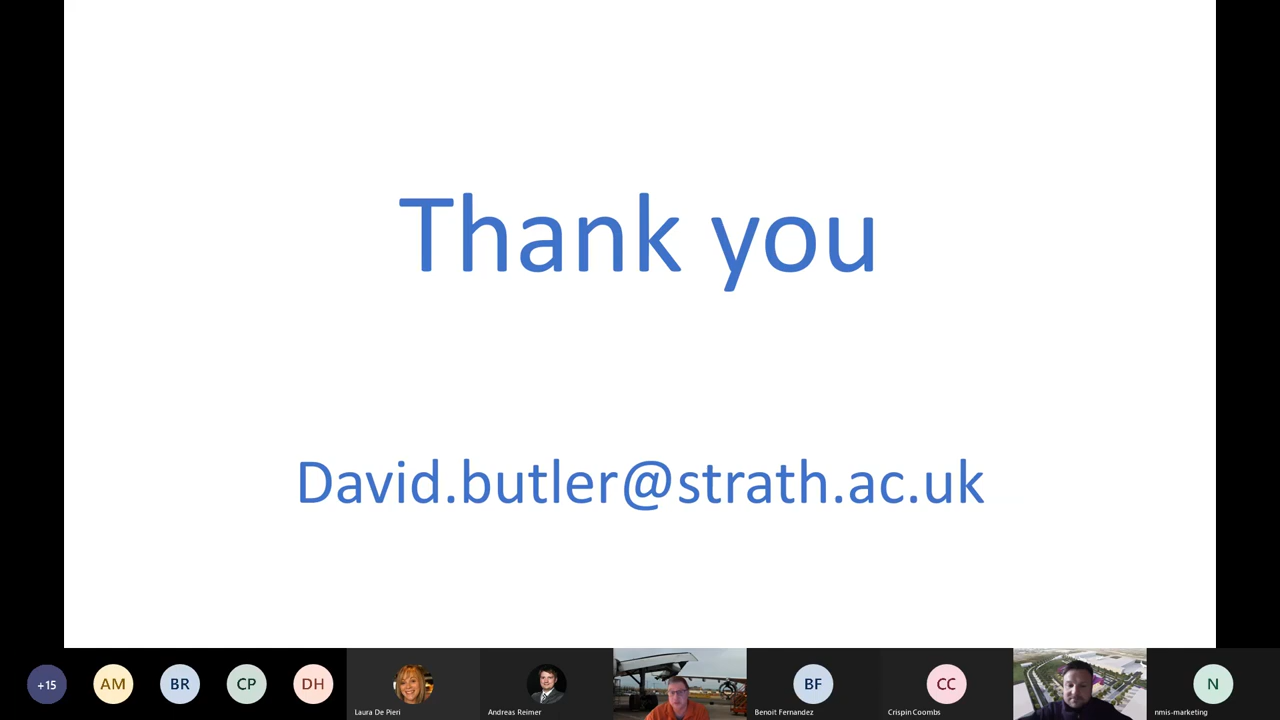 Thank you
David.butler@strath.ac.uk
+15
AM
BR
CP
DH
Laura De Pieri
Andreas Reimer
BF
Benoit Fernandez
CC
Crispin Coombs
N
nmis-marketing